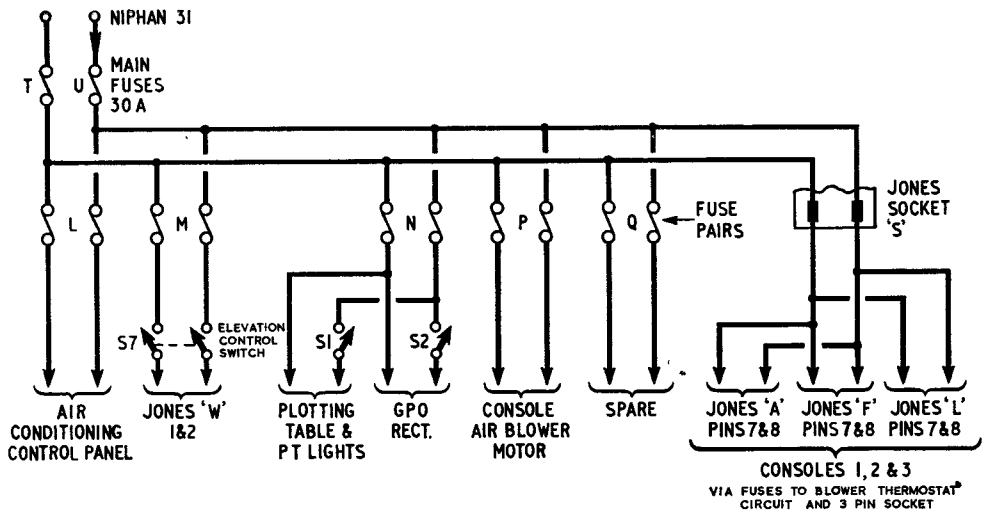 NIPHAN 31
T
U
MAIN
FUSES
30A
L
M
N
P
Q
FUSE
PAIRS
JONES
SOCKET
'S'
S7
ELEVATION
CONTROL
SWITCH
S1
S2
AIR
CONDITIONING
CONTROL PANEL
JONES 'W'
1&2
PLOTTING
TABLE &
PT LIGHTS
GPO
RECT.
CONSOLE
AIR BLOWER
MOTOR
SPARE
JONES 'A'
PINS 7&8
JONES 'F'
PINS 7&8
JONES 'L'
PINS 7&8
CONSOLES 1, 2 & 3
VIA FUSES TO BLOWER THERMOSTAT
CIRCUIT AND 3 PIN SOCKET